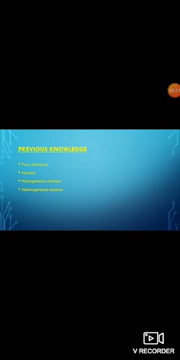 PREVIOUS KNOWLEDGE
Pure substance
Mixture
Homogeneous mixture
Heterogeneous mixture
V RECORDER